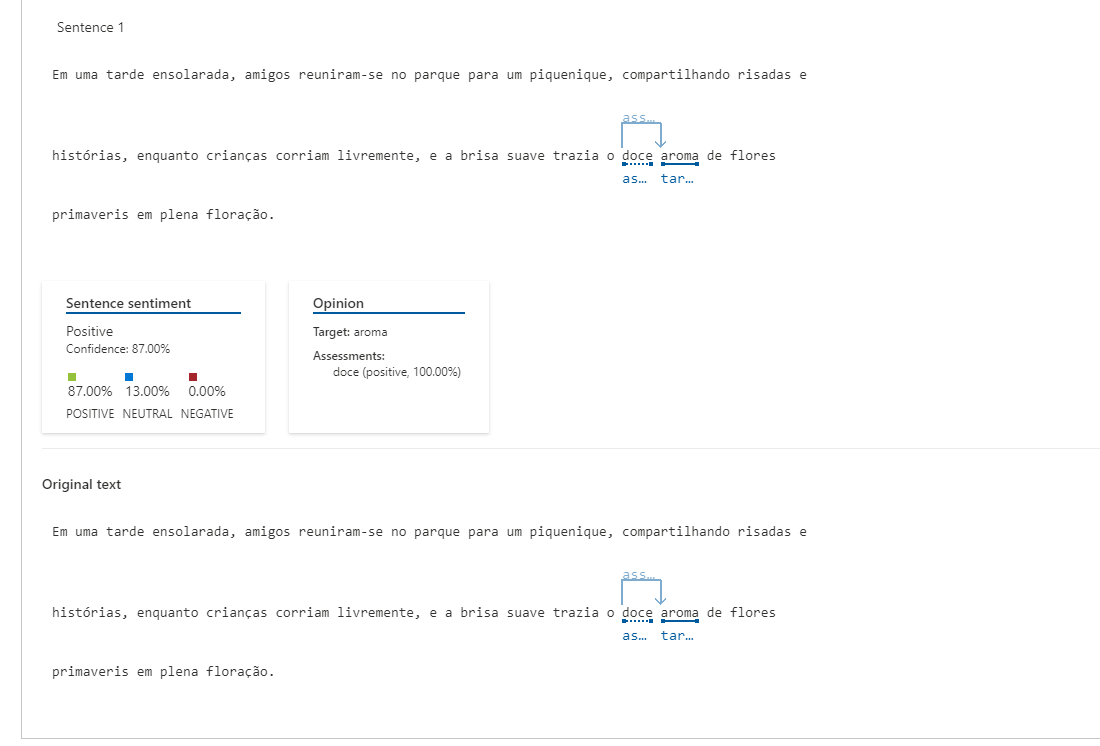 Sentence 1
Em uma tarde ensolarada, amigos reuniram-se no parque para um piquenique, compartilhando risadas e
ass…
histórias, enquanto crianças corriam livremente, e a brisa suave trazia o doce aroma de flores
as… tar…
primaveris em plena floração.
Sentence sentiment
Positive
Confidence: 87.00%
87.00% 13.00% 0.00%
POSITIVE NEUTRAL NEGATIVE
Opinion
Target: aroma
Assessments:
doce (positive, 100.00%)
Original text
Em uma tarde ensolarada, amigos reuniram-se no parque para um piquenique, compartilhando risadas e
ass…
histórias, enquanto crianças corriam livremente, e a brisa suave trazia o doce aroma de flores
as… tar…
primaveris em plena floração.